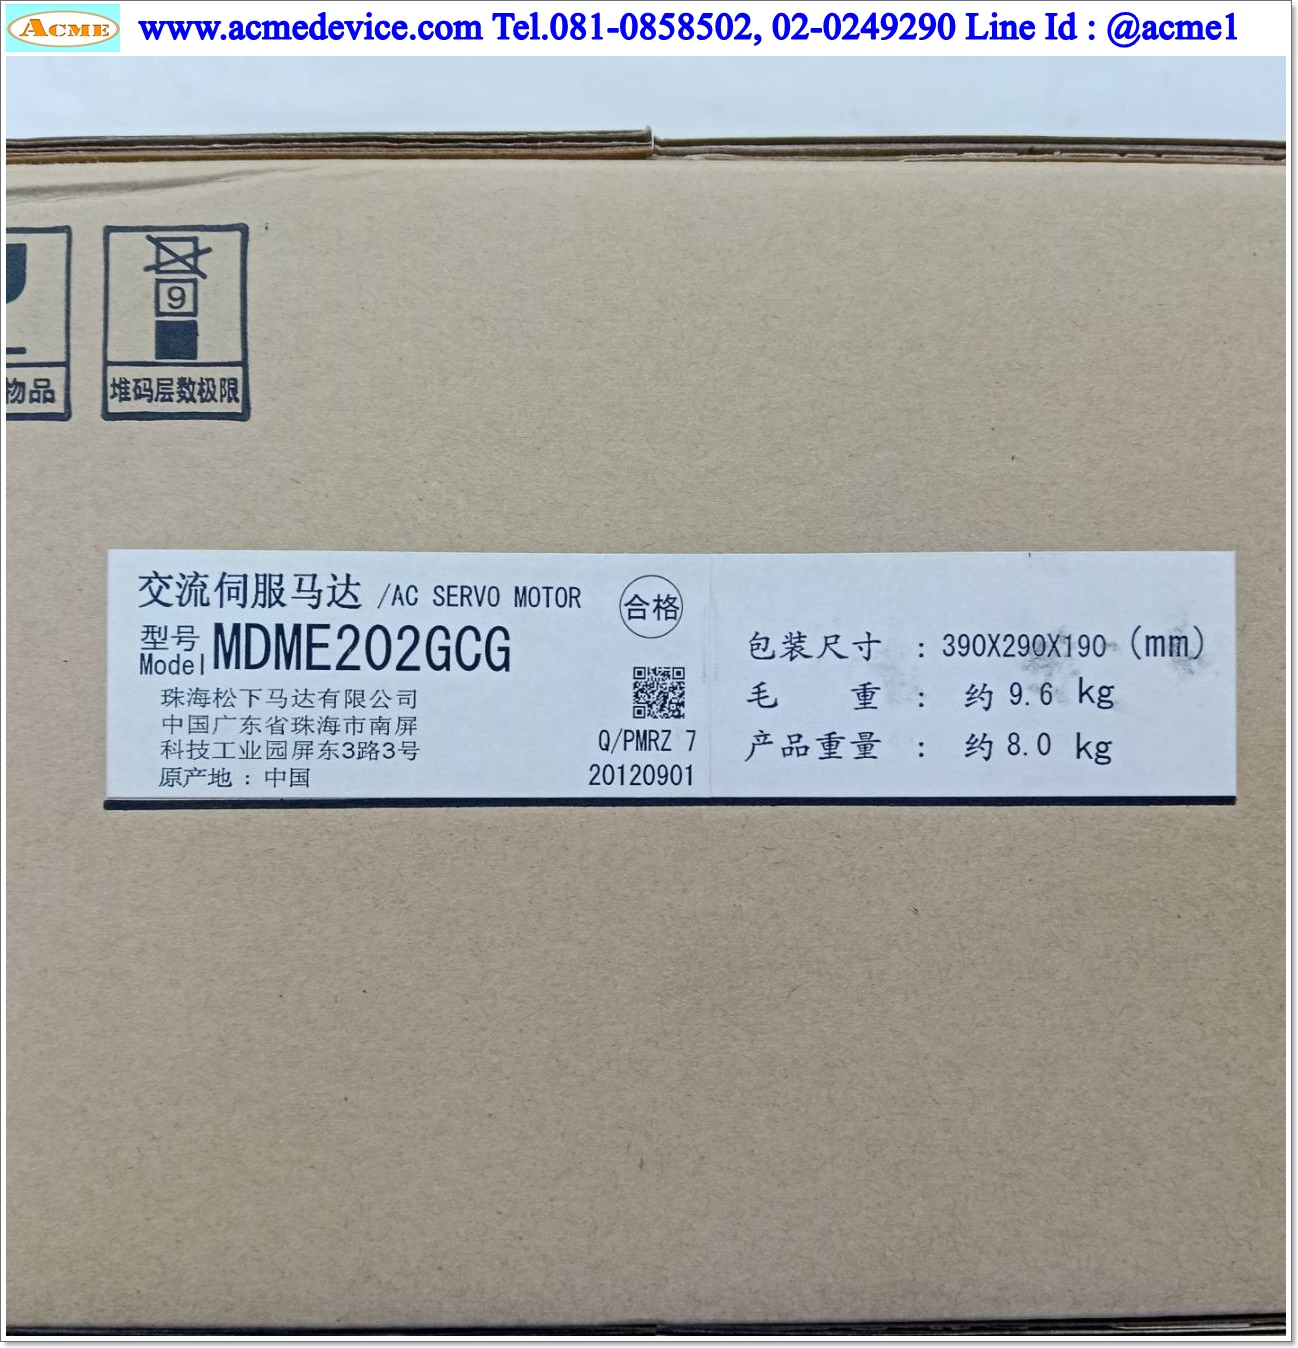 ACME
www.acmedevice.com Tel.081-0858502, 02-0249290 Line Id : @acme1
9
物品
堆码层数极限
交流伺服马达 /AC SERVO MOTOR
合格
型号
Model MDME202GCG
珠海松下马达有限公司
中国广东省珠海市南屏
科技工业园屏东3路3号
原产地 : 中国
Q/PMRZ 7
20120901
包装尺寸 : 390X290X190 (mm)
毛 重 : 约 9.6 kg
产品重量 : 约 8.0 kg